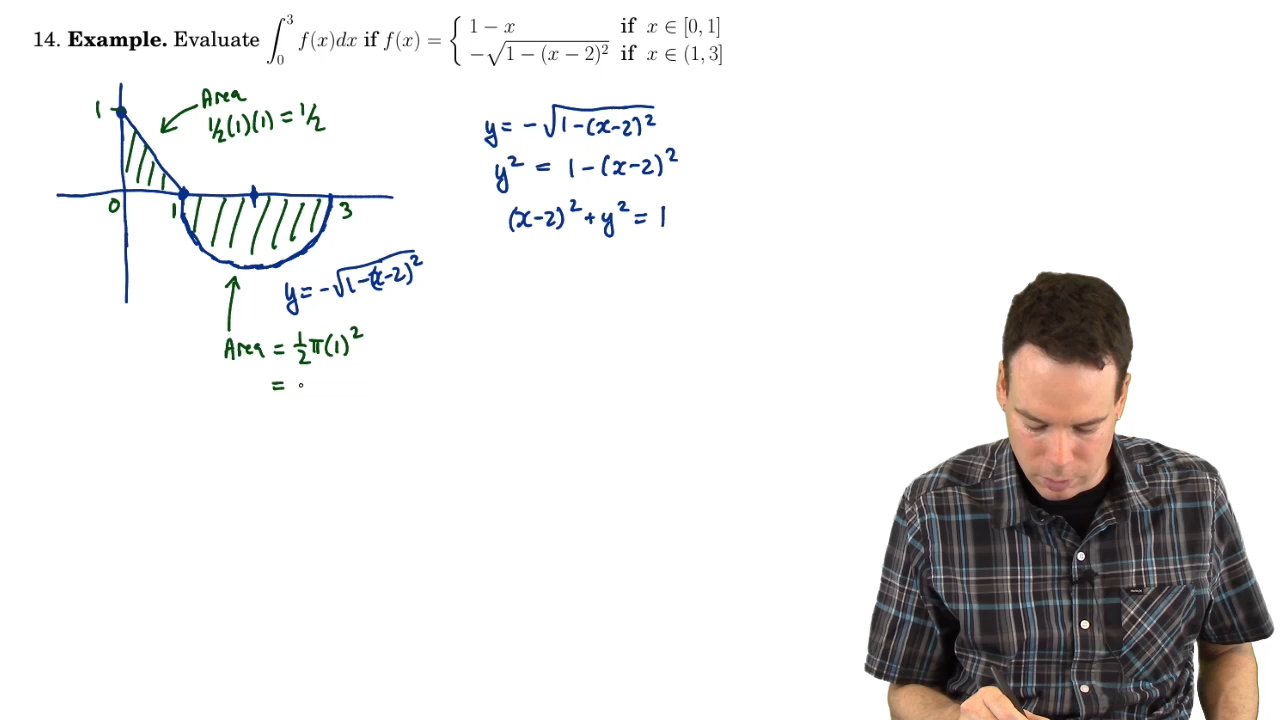 14. Example. Evaluate ∫₀³ f(x)dx if f(x) = { 1 − x if x ∈ [0, 1]
−√(1 − (x − 2)²) if x ∈ (1, 3]
1
Area
½(1)(1) = ½
0
1
3
y = −√(1−(x−2)²)
Area = ½π(1)²
=
y = −√(1−(x−2)²)
y² = 1−(x−2)²
(x−2)² + y² = 1